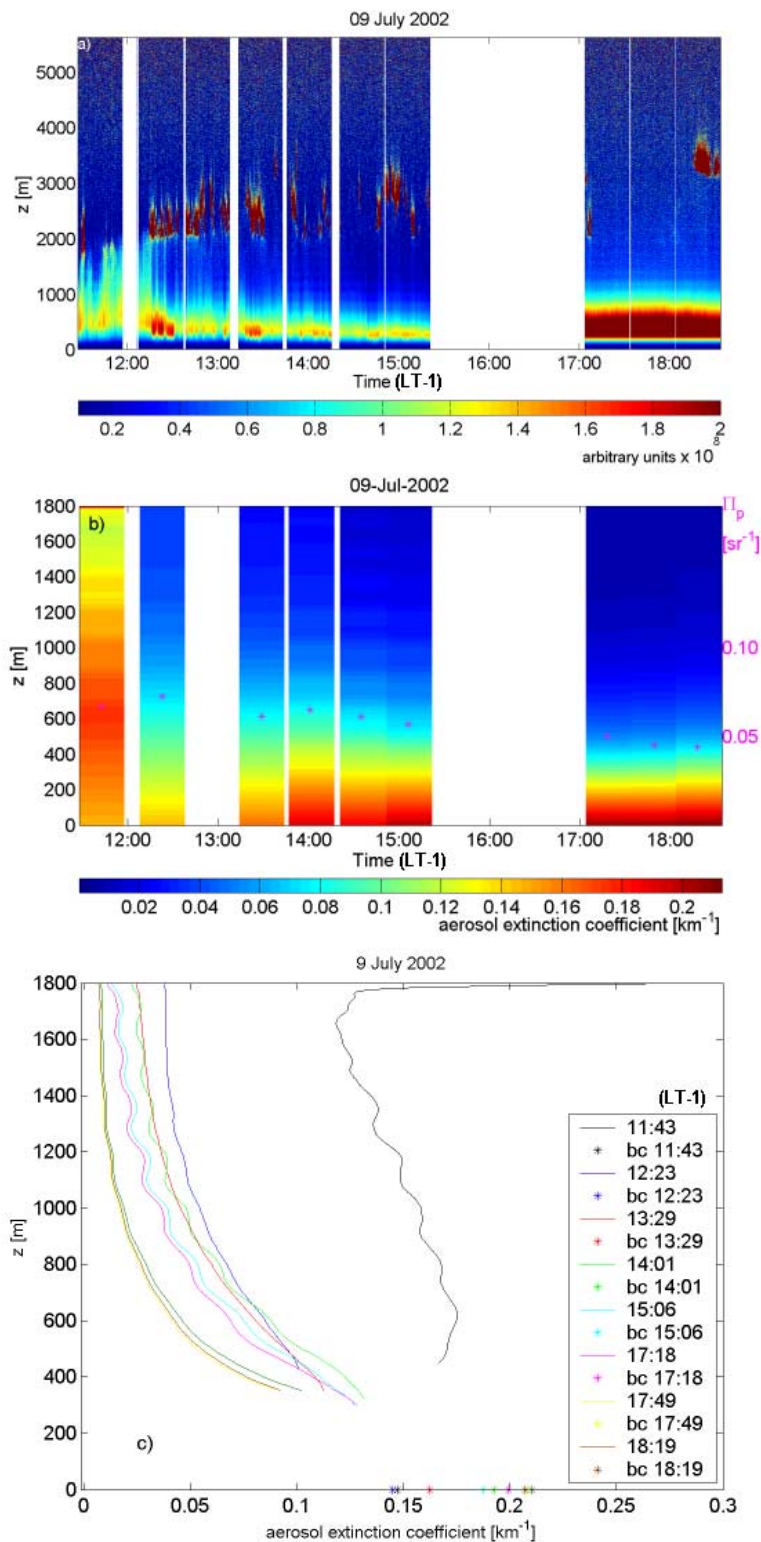 09 July 2002
a)
5000
4000
3000
2000
1000
0
z [m]
12:00 13:00 14:00 15:00 16:00 17:00 18:00
Time (LT-1)
0.2 0.4 0.6 0.8 1 1.2 1.4 1.6 1.8 2
arbitrary units x 10^8
09-Jul-2002
b)
1800
1600
1400
1200
1000
800
600
400
200
0
z [m]
Π_p
[sr^-1]
0.10
0.05
12:00 13:00 14:00 15:00 16:00 17:00 18:00
Time (LT-1)
0.02 0.04 0.06 0.08 0.1 0.12 0.14 0.16 0.18 0.2
aerosol extinction coefficient [km^-1]
9 July 2002
1800
1600
1400
1200
1000
800
600
400
200
0
z [m]
(LT-1)
11:43
bc 11:43
12:23
bc 12:23
13:29
bc 13:29
14:01
bc 14:01
15:06
bc 15:06
17:18
bc 17:18
17:49
bc 17:49
18:19
bc 18:19
c)
0 0.05 0.1 0.15 0.2 0.25 0.3
aerosol extinction coefficient [km^-1]